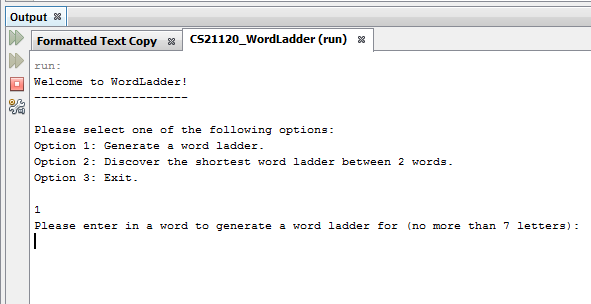 Output
Formatted Text Copy CS21120_WordLadder (run)
run:
Welcome to WordLadder!
----------------------
Please select one of the following options:
Option 1: Generate a word ladder.
Option 2: Discover the shortest word ladder between 2 words.
Option 3: Exit.
1
Please enter in a word to generate a word ladder for (no more than 7 letters):